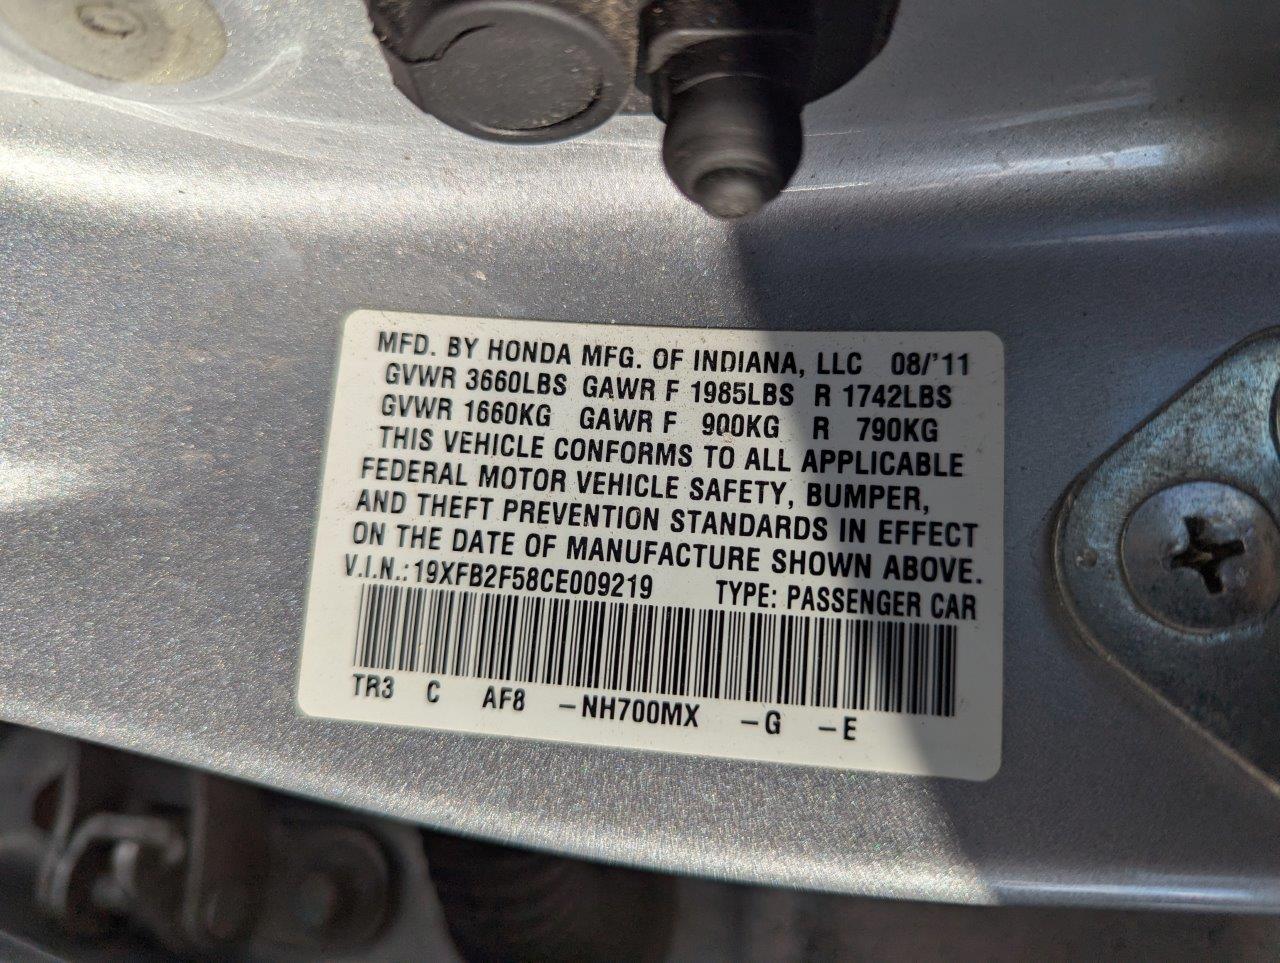 MFD. BY HONDA MFG. OF INDIANA, LLC 08/'11
GVWR 3660LBS GAWR F 1985LBS R 1742LBS
GVWR 1660KG GAWR F 900KG R 790KG
THIS VEHICLE CONFORMS TO ALL APPLICABLE
FEDERAL MOTOR VEHICLE SAFETY, BUMPER,
AND THEFT PREVENTION STANDARDS IN EFFECT
ON THE DATE OF MANUFACTURE SHOWN ABOVE.
V.I.N.:19XFB2F58CE009219 TYPE: PASSENGER CAR
TR3 C AF8 –NH700MX –G –E